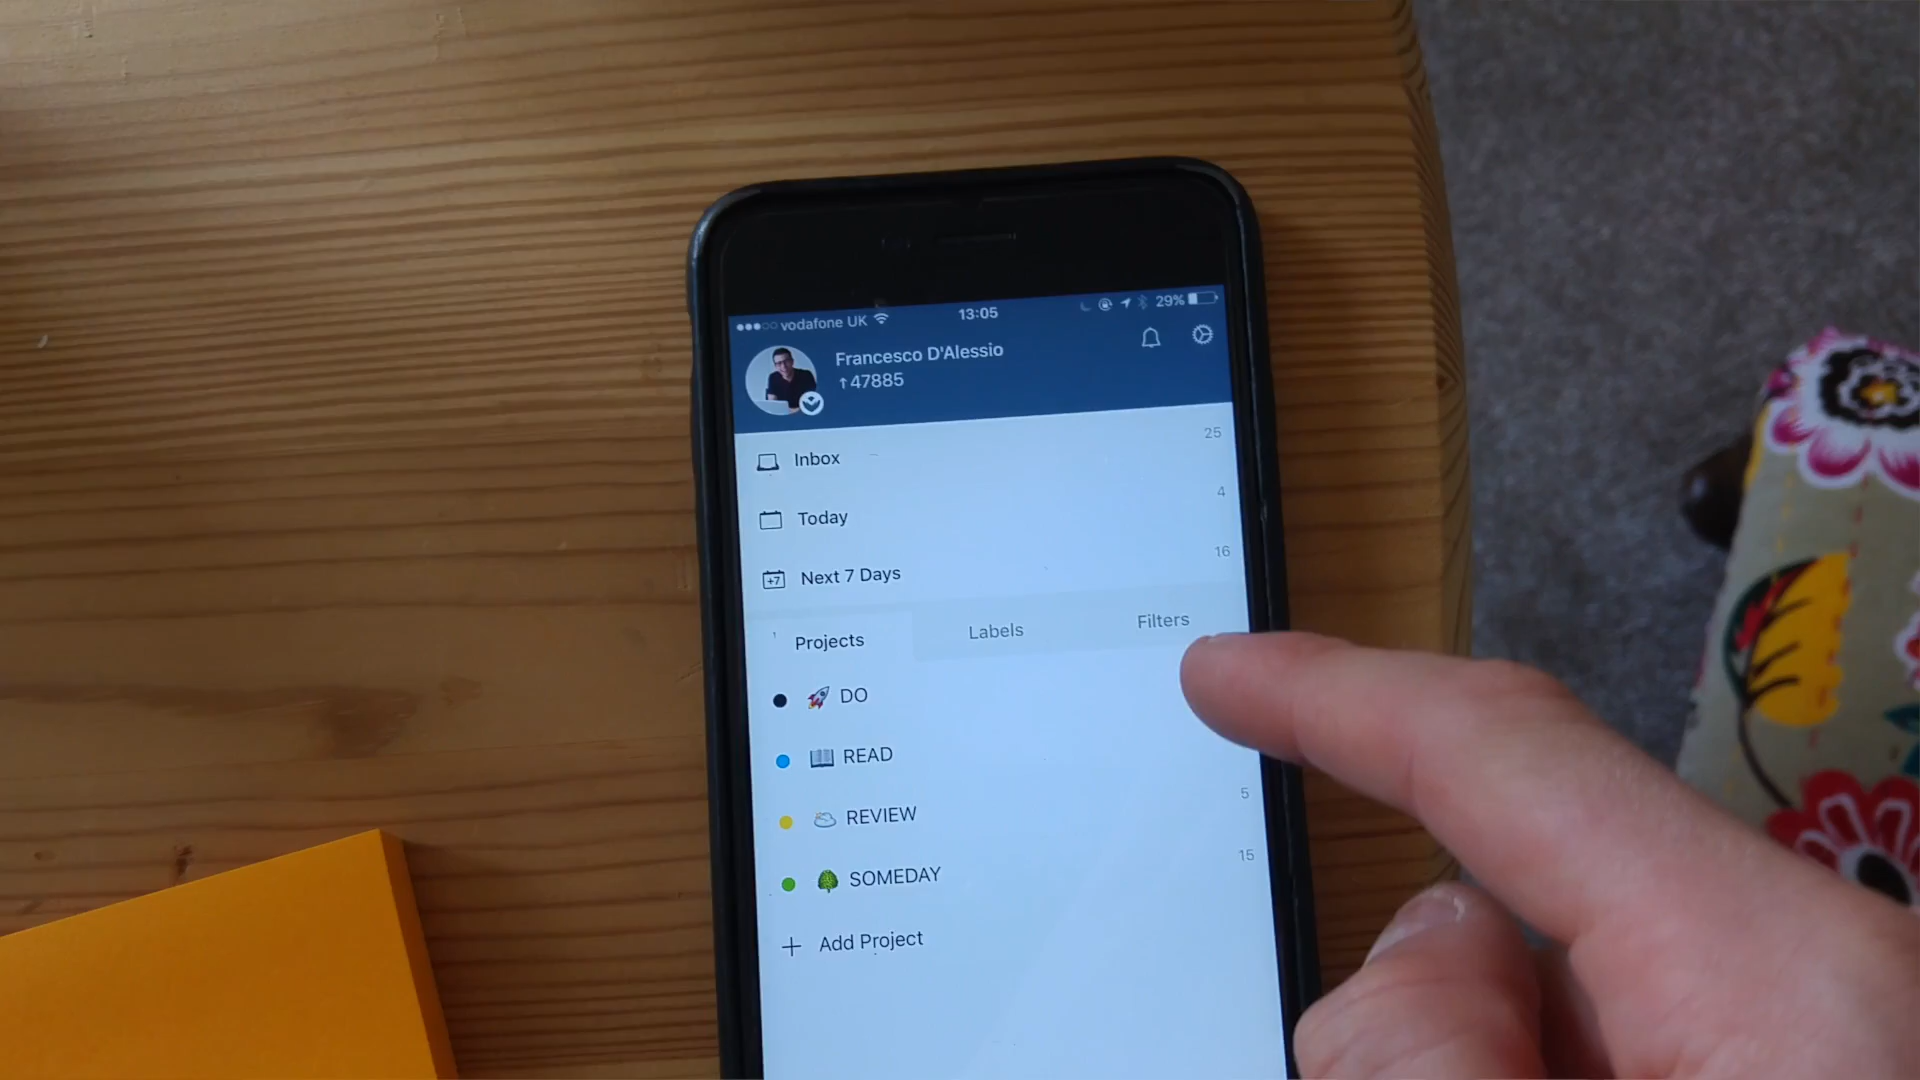 vodafone UK 13:05 29%
Francesco D'Alessio
↑47885
Inbox 25
Today 4
+7 Next 7 Days 16
Projects Labels Filters
DO
READ
REVIEW 5
SOMEDAY 15
+ Add Project